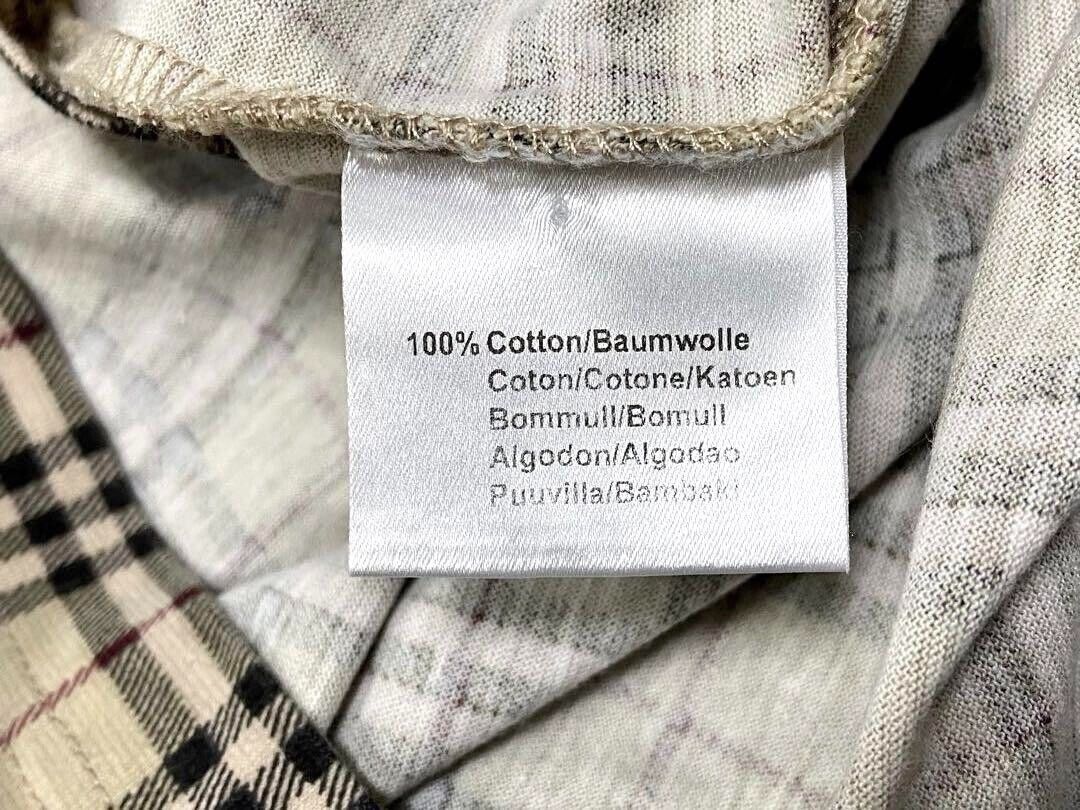 100% Cotton/Baumwolle
Coton/Cotone/Katoen
Bommull/Bomull
Algodon/Algodao
Puuvilla/Bambaki